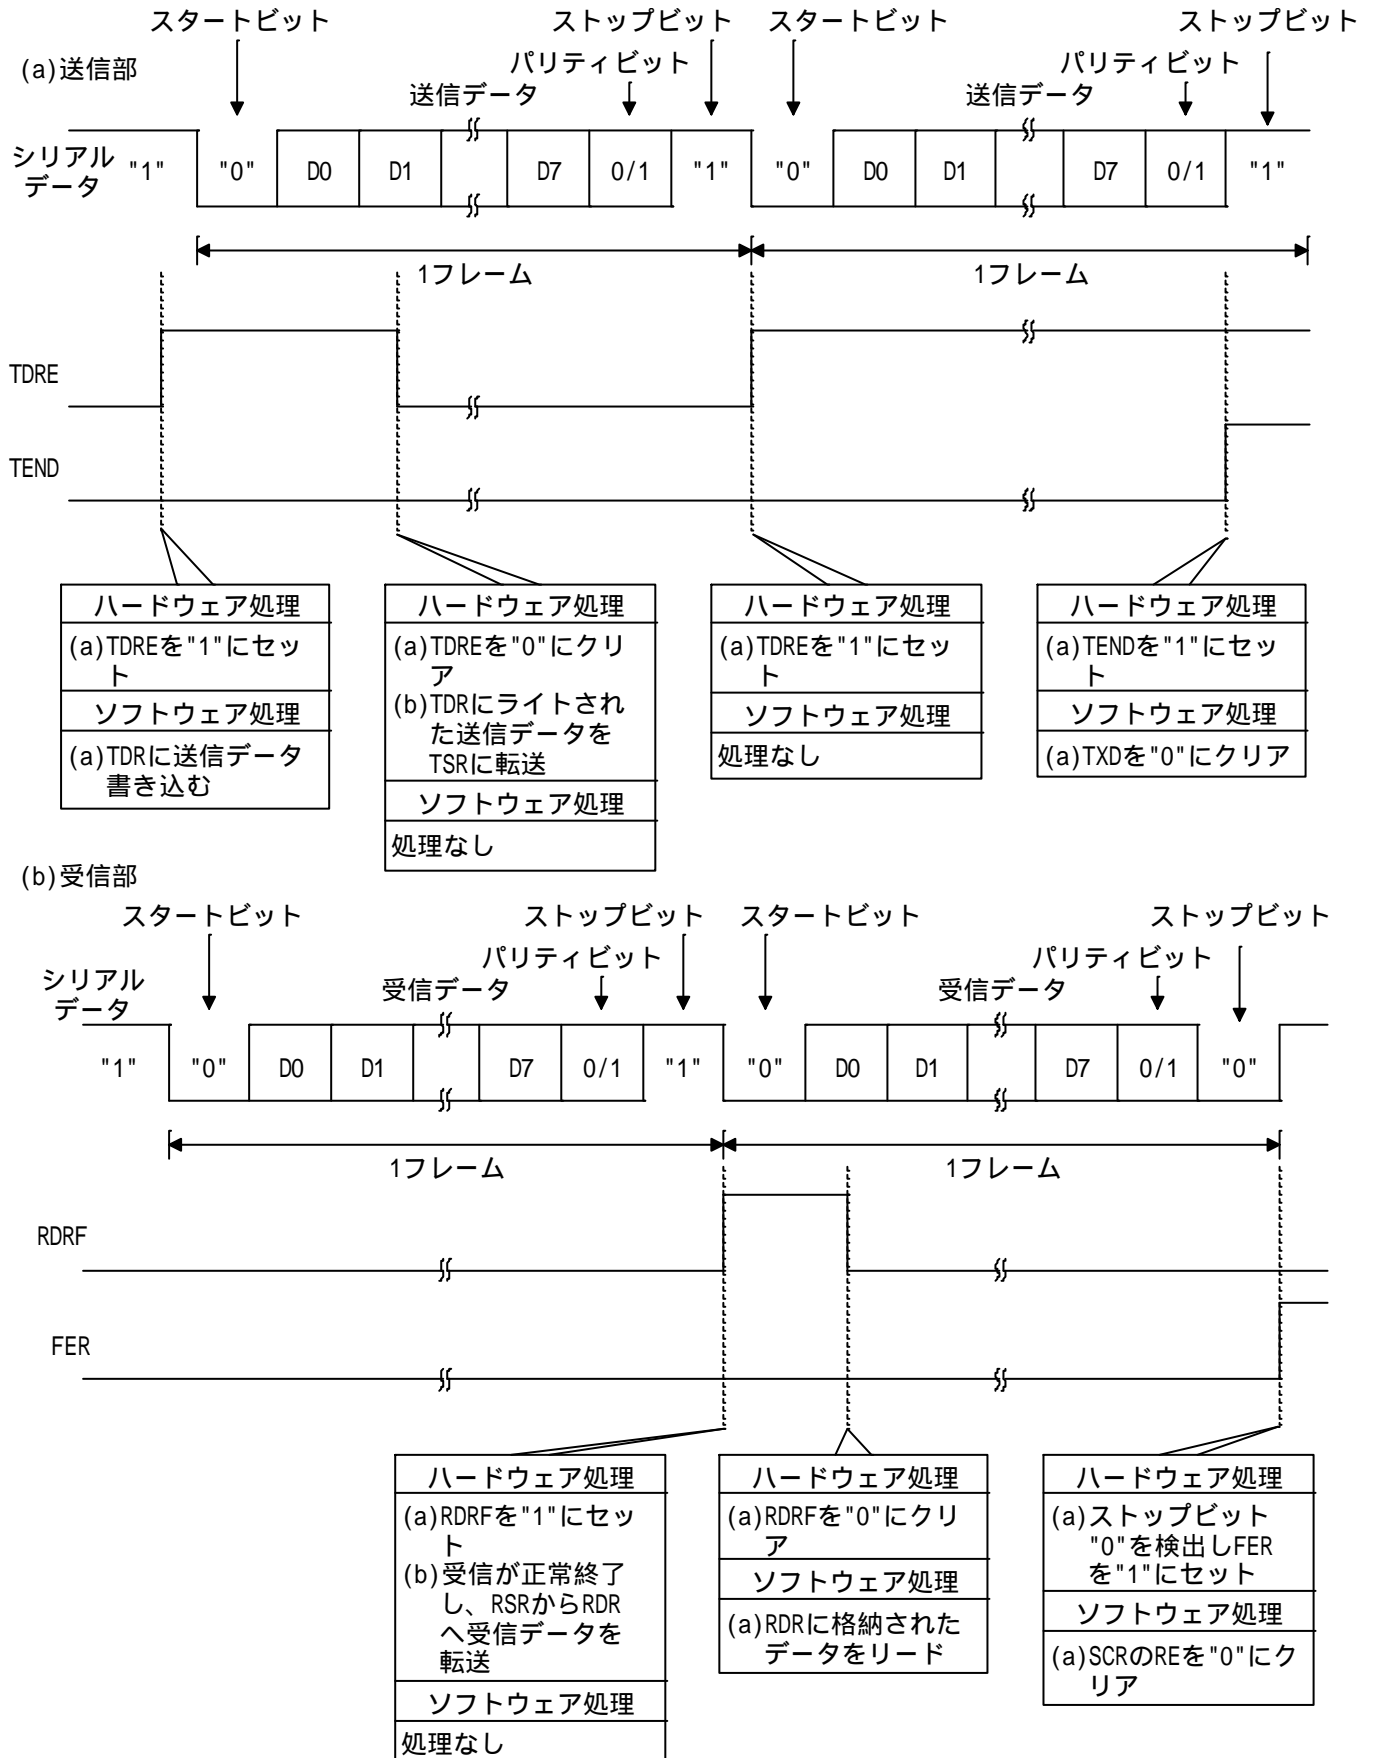 スタートビット
ストップビット
スタートビット
ストップビット
(a)送信部
パリティビット
パリティビット
送信データ
送信データ
シリアル
データ
"1"
"0"
D0
D1
D7
0/1
"1"
"0"
D0
D1
D7
0/1
"1"
1フレーム
1フレーム
TDRE
TEND
ハードウェア処理
(a)TDREを"1"にセッ
ト
ソフトウェア処理
(a)TDRに送信データ
書き込む
ハードウェア処理
(a)TDREを"0"にクリ
ア
(b)TDRにライトされ
た送信データを
TSRに転送
ソフトウェア処理
処理なし
ハードウェア処理
(a)TDREを"1"にセッ
ト
ソフトウェア処理
処理なし
ハードウェア処理
(a)TENDを"1"にセッ
ト
ソフトウェア処理
(a)TXDを"0"にクリア
(b)受信部
スタートビット
ストップビット
スタートビット
ストップビット
パリティビット
パリティビット
シリアル
データ
受信データ
受信データ
"1"
"0"
D0
D1
D7
0/1
"1"
"0"
D0
D1
D7
0/1
"0"
1フレーム
1フレーム
RDRF
FER
ハードウェア処理
(a)RDRFを"1"にセッ
ト
(b)受信が正常終了
し、RSRからRDR
へ受信データを
転送
ソフトウェア処理
処理なし
ハードウェア処理
(a)RDRFを"0"にクリ
ア
ソフトウェア処理
(a)RDRに格納された
データをリード
ハードウェア処理
(a)ストップビット
"0"を検出しFER
を"1"にセット
ソフトウェア処理
(a)SCRのREを"0"にク
リア